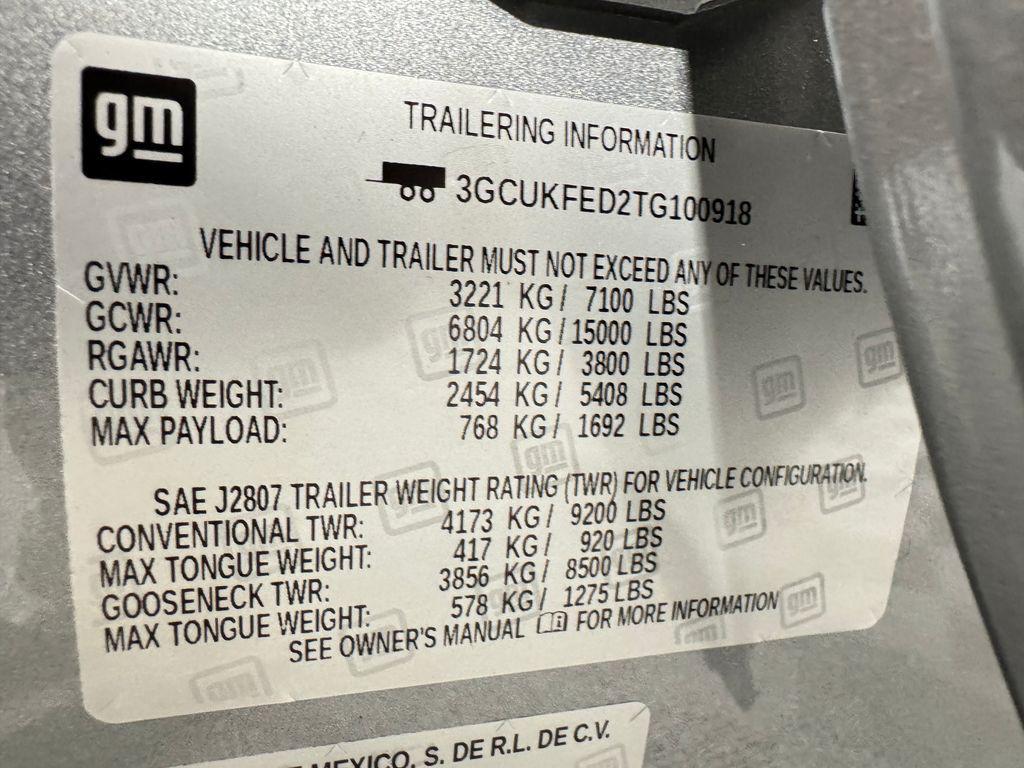 gm
TRAILERING INFORMATION
3GCUKFED2TG100918
VEHICLE AND TRAILER MUST NOT EXCEED ANY OF THESE VALUES.
GVWR: 3221 KG/ 7100 LBS
GCWR: 6804 KG/ 15000 LBS
RGAWR: 1724 KG/ 3800 LBS
CURB WEIGHT: 2454 KG/ 5408 LBS
MAX PAYLOAD: 768 KG/ 1692 LBS
SAE J2807 TRAILER WEIGHT RATING (TWR) FOR VEHICLE CONFIGURATION.
CONVENTIONAL TWR: 4173 KG/ 9200 LBS
MAX TONGUE WEIGHT: 417 KG/ 920 LBS
GOOSENECK TWR: 3856 KG/ 8500 LBS
MAX TONGUE WEIGHT: 578 KG/ 1275 LBS
SEE OWNER'S MANUAL FOR MORE INFORMATION
MEXICO, S. DE R.L. DE C.V.